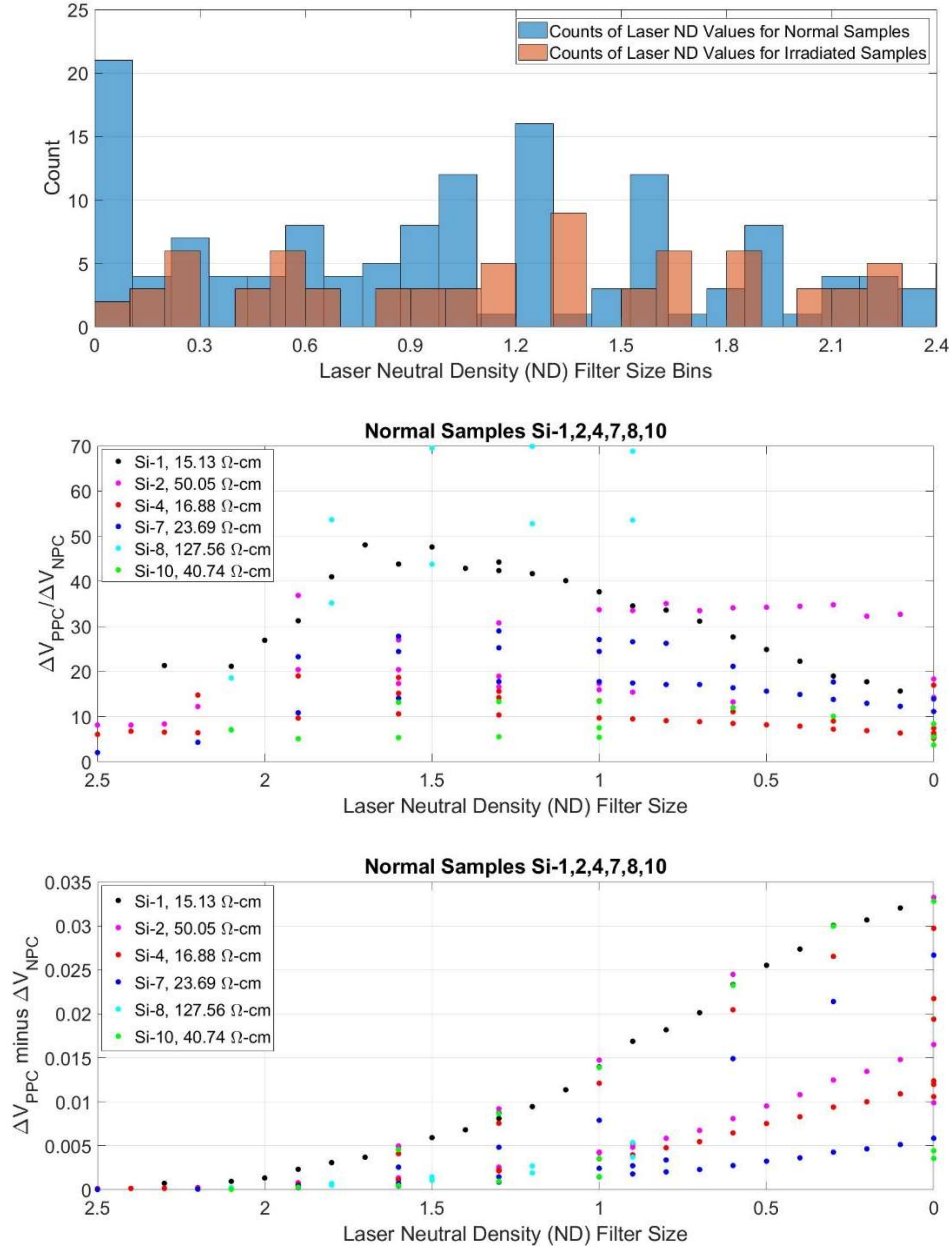 25
20
15
10
5
0
Count
Counts of Laser ND Values for Normal Samples
Counts of Laser ND Values for Irradiated Samples
0 0.3 0.6 0.9 1.2 1.5 1.8 2.1 2.4
Laser Neutral Density (ND) Filter Size Bins
Normal Samples Si-1,2,4,7,8,10
70
60
50
40
30
20
10
0
ΔV_PPC/ΔV_NPC
Si-1, 15.13 Ω-cm
Si-2, 50.05 Ω-cm
Si-4, 16.88 Ω-cm
Si-7, 23.69 Ω-cm
Si-8, 127.56 Ω-cm
Si-10, 40.74 Ω-cm
2.5 2 1.5 1 0.5 0
Laser Neutral Density (ND) Filter Size
Normal Samples Si-1,2,4,7,8,10
0.035
0.03
0.025
0.02
0.015
0.01
0.005
0
ΔV_PPC minus ΔV_NPC
Si-1, 15.13 Ω-cm
Si-2, 50.05 Ω-cm
Si-4, 16.88 Ω-cm
Si-7, 23.69 Ω-cm
Si-8, 127.56 Ω-cm
Si-10, 40.74 Ω-cm
2.5 2 1.5 1 0.5 0
Laser Neutral Density (ND) Filter Size